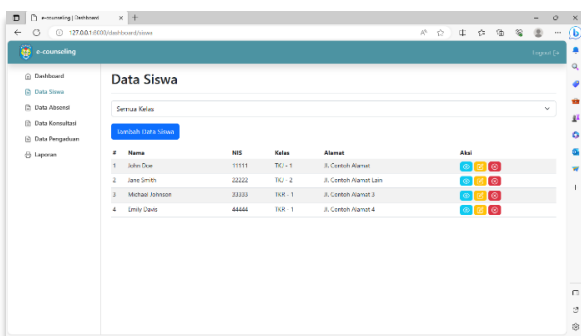 e-counseling | Dashboard
127.0.0.1:8000/dashboard/siswa
e-counseling
Logout
Dashboard
Data Siswa
Data Absensi
Data Konsultasi
Data Pengaduan
Laporan
Data Siswa
Semua Kelas
Tambah Data Siswa
# Nama NIS Kelas Alamat Aksi
1 John Doe 11111 TKJ - 1 Jl. Contoh Alamat
2 Jane Smith 22222 TKJ - 2 Jl. Contoh Alamat Lain
3 Michael Johnson 33333 TKR - 1 Jl. Contoh Alamat 3
4 Emily Davis 44444 TKR - 1 Jl. Contoh Alamat 4